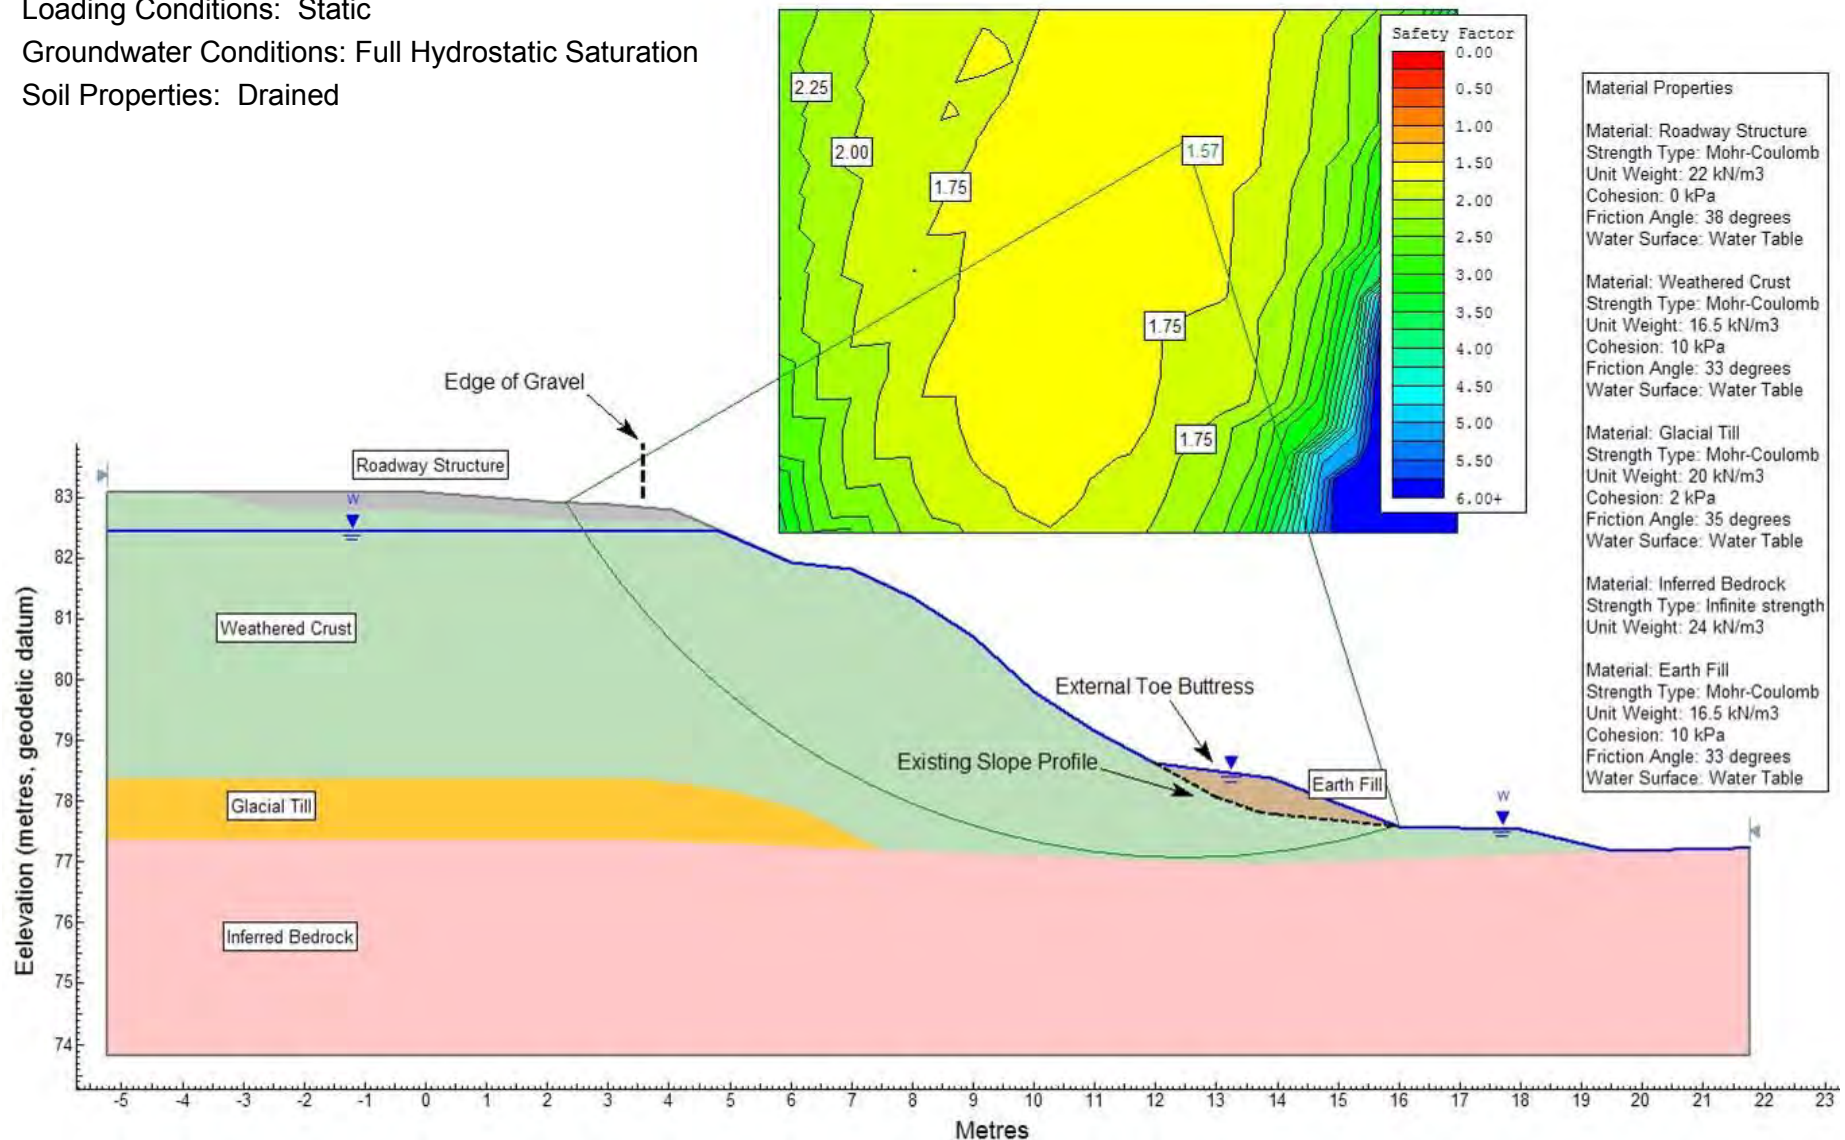 Loading Conditions: Static
Groundwater Conditions: Full Hydrostatic Saturation
Soil Properties: Drained
2.25
2.00
1.75
1.57
1.75
1.75
Safety Factor
0.00
0.50
1.00
1.50
2.00
2.50
3.00
3.50
4.00
4.50
5.00
5.50
6.00+
Material Properties
Material: Roadway Structure
Strength Type: Mohr-Coulomb
Unit Weight: 22 kN/m3
Cohesion: 0 kPa
Friction Angle: 38 degrees
Water Surface: Water Table
Material: Weathered Crust
Strength Type: Mohr-Coulomb
Unit Weight: 16.5 kN/m3
Cohesion: 10 kPa
Friction Angle: 33 degrees
Water Surface: Water Table
Material: Glacial Till
Strength Type: Mohr-Coulomb
Unit Weight: 20 kN/m3
Cohesion: 2 kPa
Friction Angle: 35 degrees
Water Surface: Water Table
Material: Inferred Bedrock
Strength Type: Infinite strength
Unit Weight: 24 kN/m3
Material: Earth Fill
Strength Type: Mohr-Coulomb
Unit Weight: 16.5 kN/m3
Cohesion: 10 kPa
Friction Angle: 33 degrees
Water Surface: Water Table
Edge of Gravel
Roadway Structure
W
Weathered Crust
External Toe Buttress
Existing Slope Profile
Earth Fill
W
Glacial Till
Inferred Bedrock
Eelevation (metres, geodetic datum)
83
82
81
80
79
78
77
76
75
74
-5 -4 -3 -2 -1 0 1 2 3 4 5 6 7 8 9 10 11 12 13 14 15 16 17 18 19 20 21 22 23
Metres